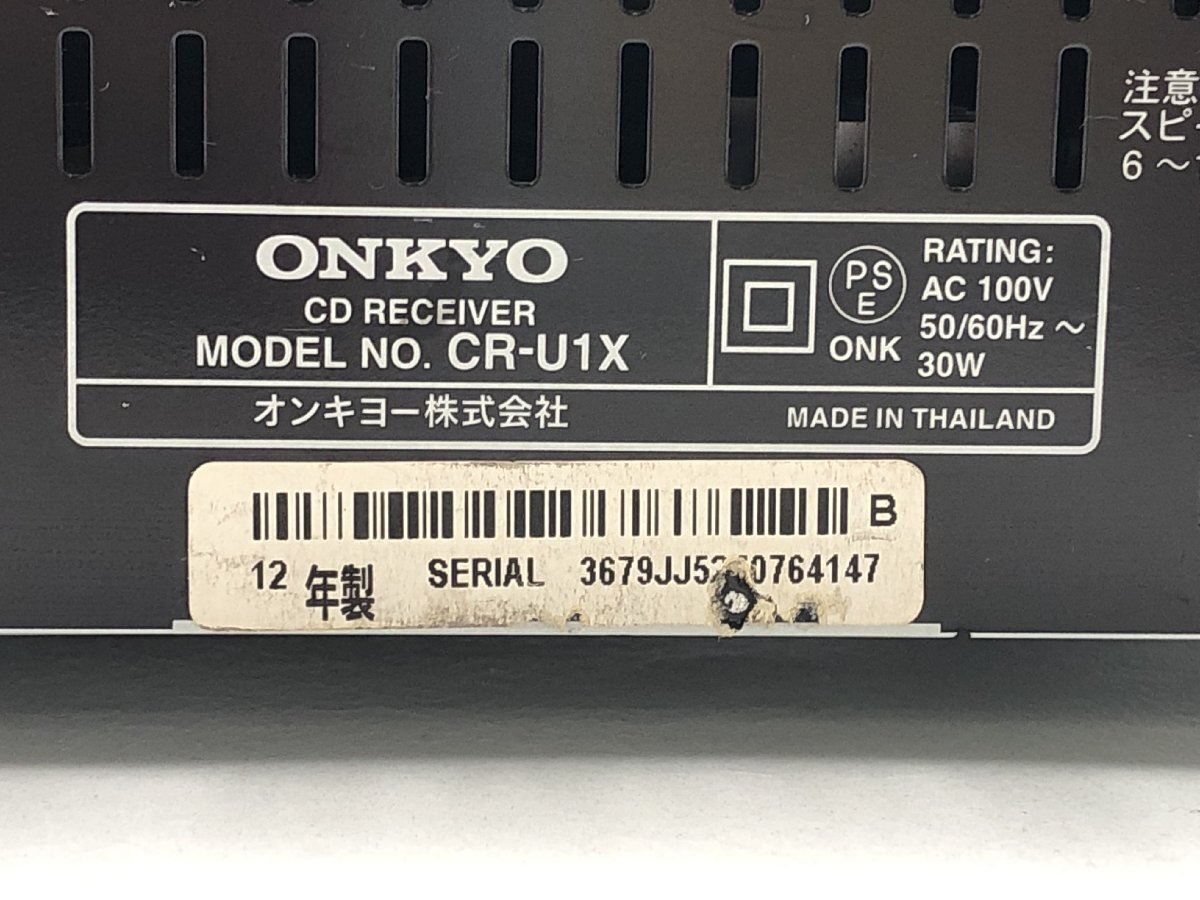 注意
スピ
6～
ONKYO
CD RECEIVER
MODEL NO. CR-U1X
PS
E
ONK
RATING:
AC 100V
50/60Hz ～
30W
オンキヨー株式会社
MADE IN THAILAND
B
12 年製 SERIAL